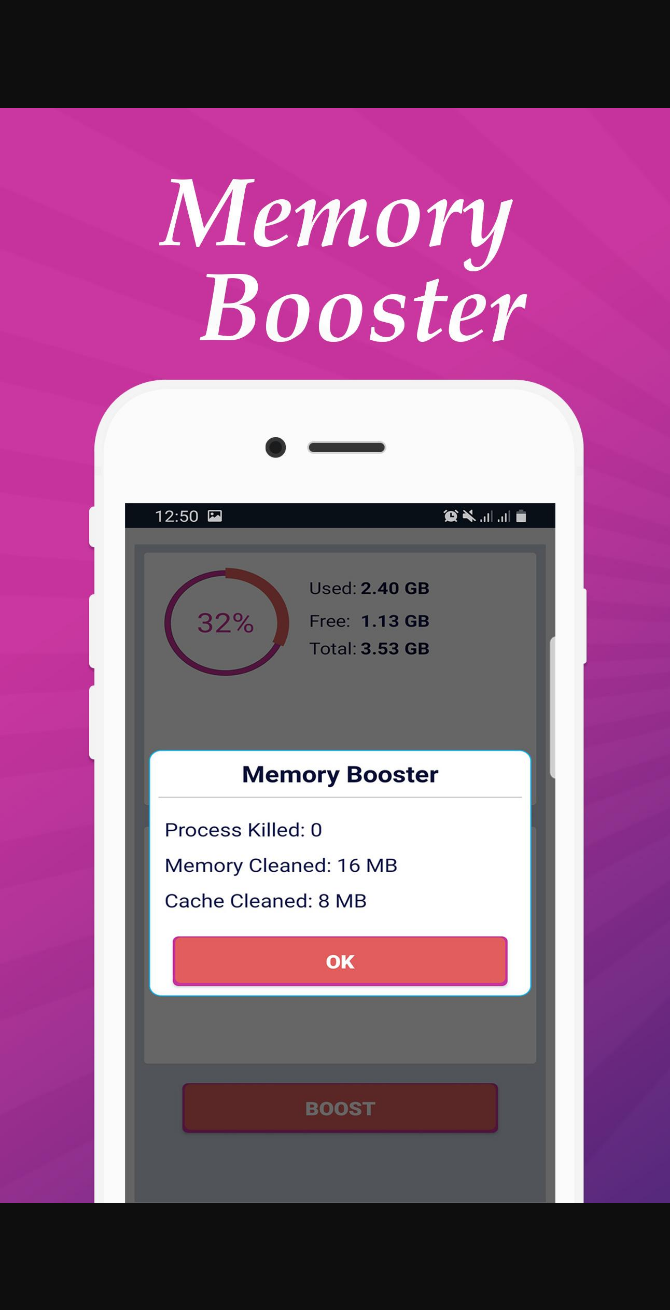 Memory
Booster
12:50
32%
Used: 2.40 GB
Free: 1.13 GB
Total: 3.53 GB
Memory Booster
Process Killed: 0
Memory Cleaned: 16 MB
Cache Cleaned: 8 MB
OK
BOOST